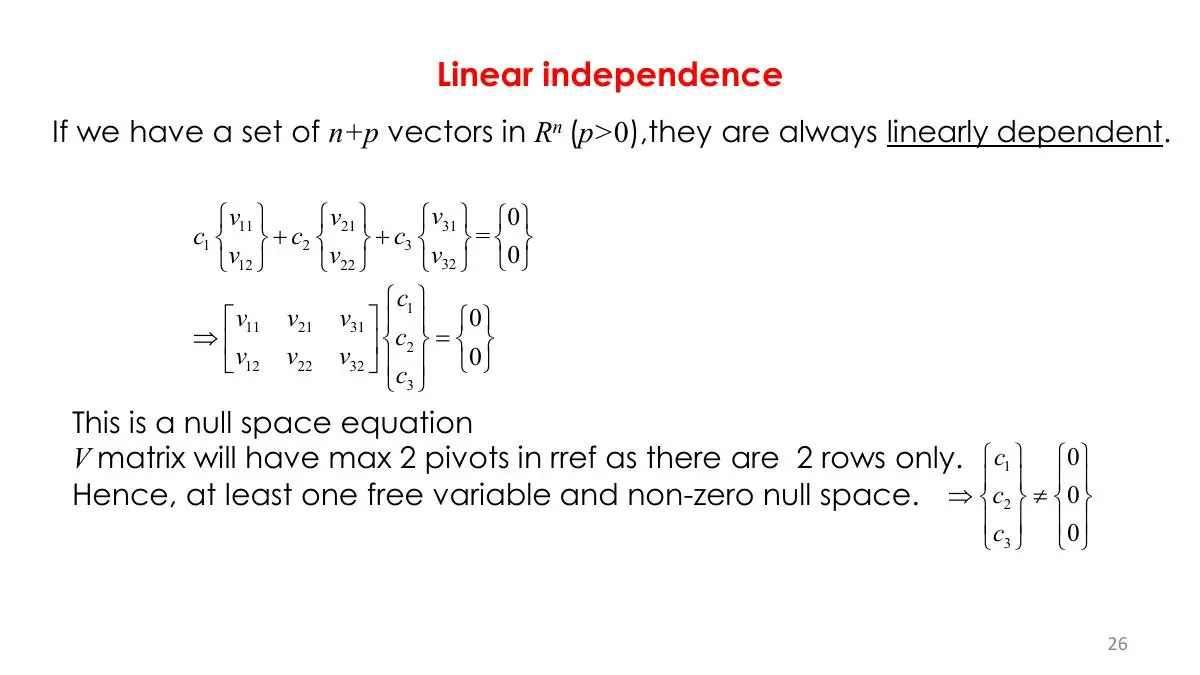 Linear independence
If we have a set of n+p vectors in Rⁿ (p>0),they are always linearly dependent.
c₁ {v₁₁ v₁₂} + c₂ {v₂₁ v₂₂} + c₃ {v₃₁ v₃₂} = {0 0}
⇒ [v₁₁ v₂₁ v₃₁ v₁₂ v₂₂ v₃₂] {c₁ c₂ c₃} = {0 0}
This is a null space equation
V matrix will have max 2 pivots in rref as there are 2 rows only.
Hence, at least one free variable and non-zero null space. ⇒ {c₁ c₂ c₃} ≠ {0 0 0}
26